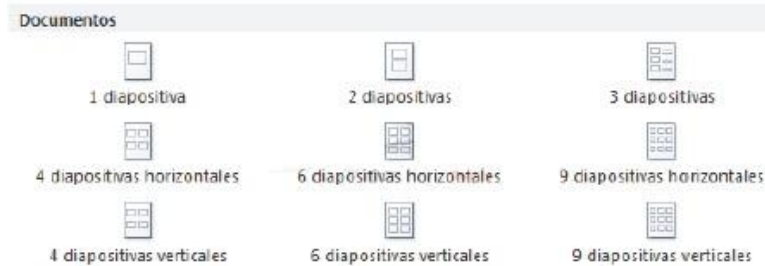 Documentos
1 diapositiva 2 diapositivas 3 diapositivas
4 diapositivas horizontales 6 diapositivas horizontales 9 diapositivas horizontales
4 diapositivas verticales 6 diapositivas verticales 9 diapositivas verticales